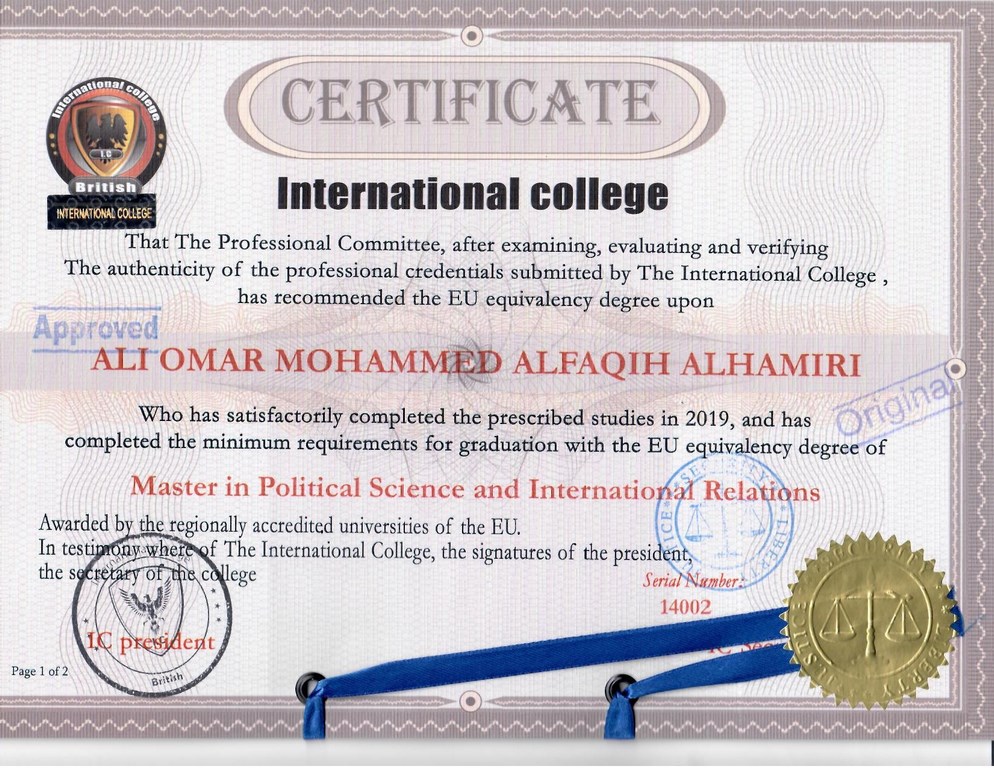 CERTIFICATE
International college
I.C
British
INTERNATIONAL COLLEGE
International college
That The Professional Committee, after examining, evaluating and verifying
The authenticity of the professional credentials submitted by The International College ,
has recommended the EU equivalency degree upon
Approved
ALI OMAR MOHAMMED ALFAQIH ALHAMIRI
Original
Who has satisfactorily completed the prescribed studies in 2019, and has
completed the minimum requirements for graduation with the EU equivalency degree of
Master in Political Science and International Relations
SECURITY
LIBERTY
Awarded by the regionally accredited universities of the EU.
In testimony where of The International College, the signatures of the president,
the secretary of the college
Serial Number:
14002
IC president
British
IC
Page 1 of 2